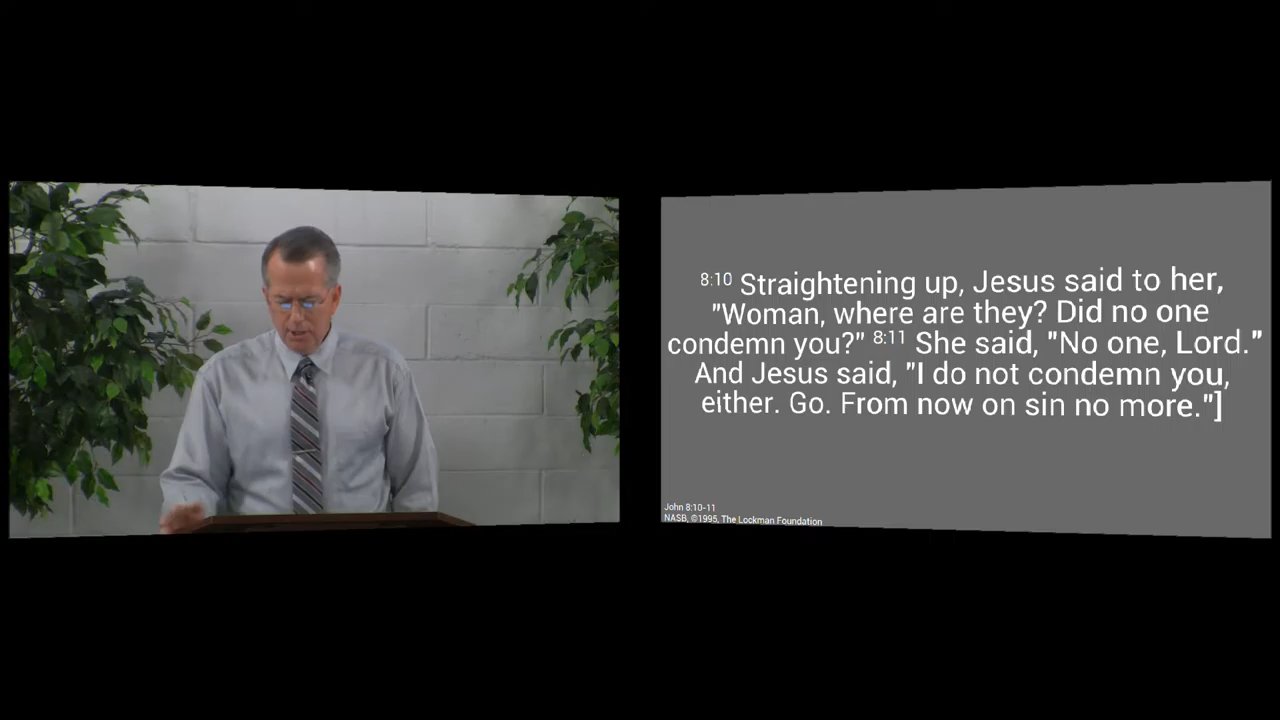 8:10 Straightening up, Jesus said to her,
"Woman, where are they? Did no one
condemn you?" 8:11 She said, "No one, Lord."
And Jesus said, "I do not condemn you,
either. Go. From now on sin no more."]
John 8:10-11
NASB, ©1995, The Lockman Foundation